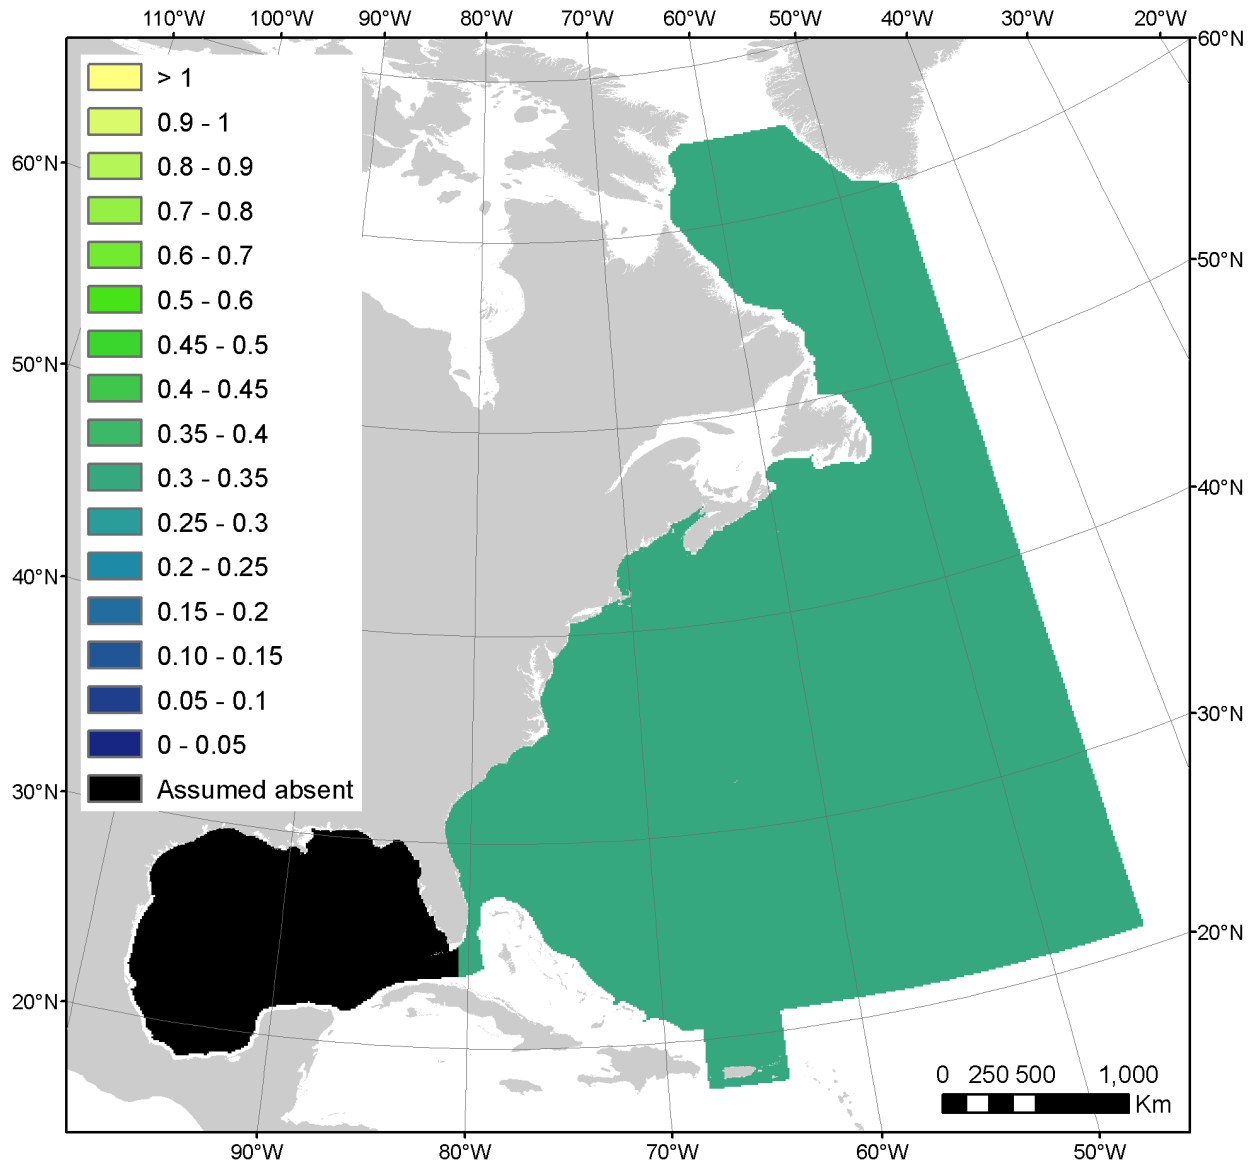 110°W 100°W 90°W 80°W 70°W 60°W 50°W 40°W 30°W 20°W
60°N
> 1
0.9 - 1
0.8 - 0.9
0.7 - 0.8
0.6 - 0.7
0.5 - 0.6
0.45 - 0.5
0.4 - 0.45
0.35 - 0.4
0.3 - 0.35
0.25 - 0.3
0.2 - 0.25
0.15 - 0.2
0.10 - 0.15
0.05 - 0.1
0 - 0.05
Assumed absent
60°N
50°N
40°N
30°N
20°N
50°N
40°N
30°N
20°N
0 250 500 1,000
Km
90°W 80°W 70°W 60°W 50°W